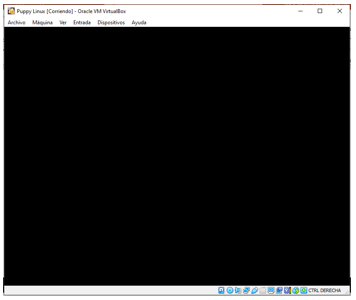 Puppy Linux [Corriendo] - Oracle VM VirtualBox
Archivo Máquina Ver Entrada Dispositivos Ayuda
CTRL DERECHA